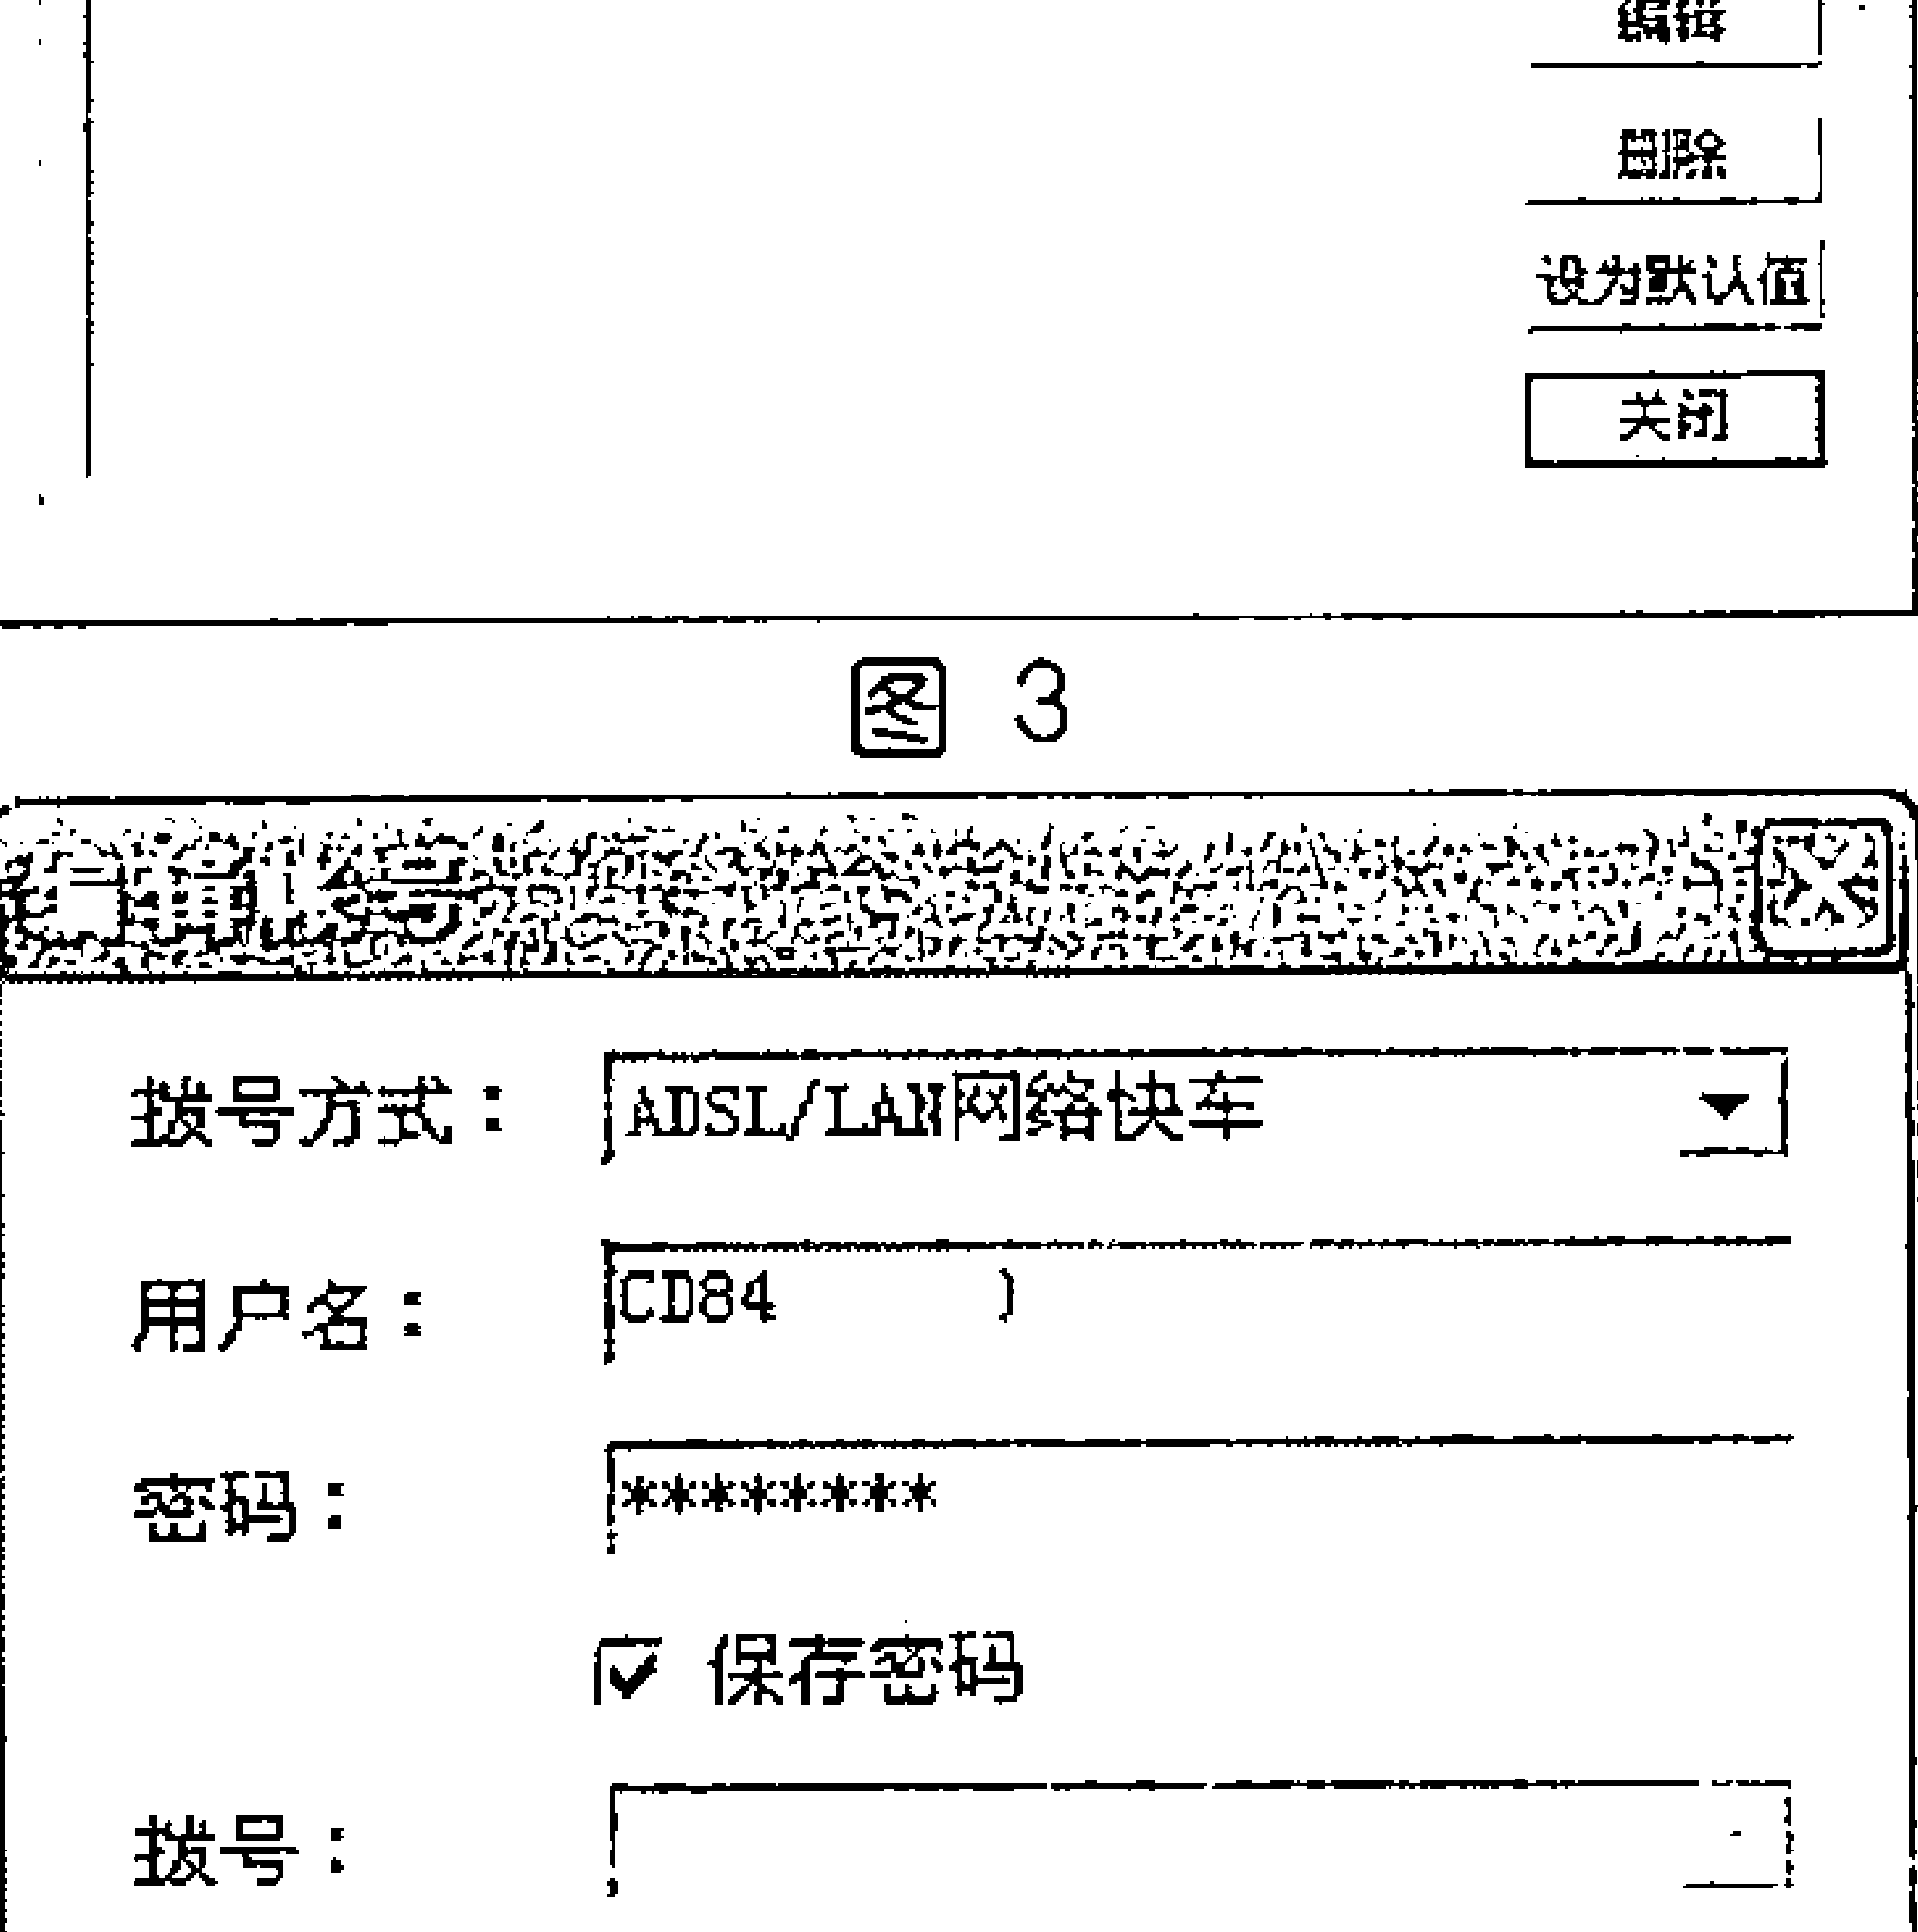 编辑
删除
设为默认值
关闭
图 3
拨号方式： ADSL/LAN网络快车
用户名： CD84 )
密码： ********
保存密码
拨号：